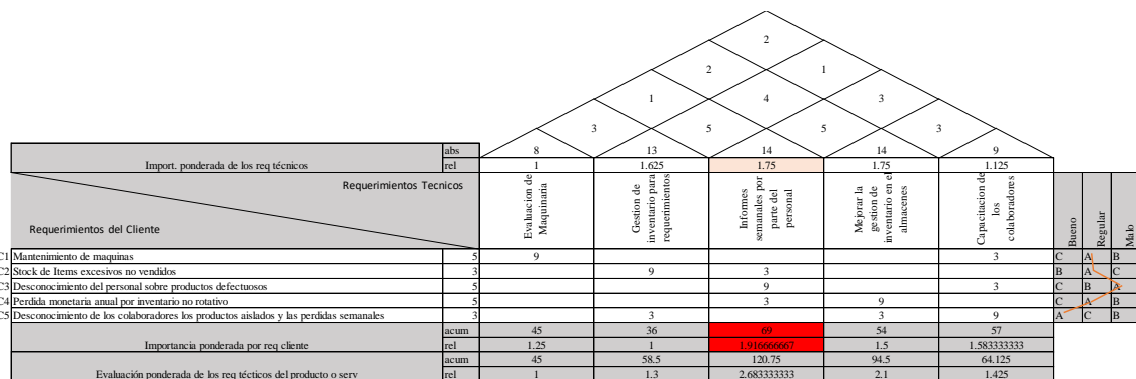 2
2 1
1 4 3
3 5 5 3
abs 8 13 14 14 9
Import. ponderada de los req técnicos rel 1 1.625 1.75 1.75 1.125
Requerimientos Tecnicos
Requerimientos del Cliente
Evaluacion de
Maquinaria
Gestion de
inventario para
requerimientos
Informes
semanales por
parte del
personal
Mejorar la
gestion de
inventario en el
almacenes
Capacitacion de
los
colaboradores
Bueno
Regular
Malo
C1 Mantenimiento de maquinas 5 9 3 C A B
C2 Stock de Items excesivos no vendidos 3 9 3 B A C
C3 Desconocimiento del personal sobre productos defectuosos 5 9 3 C B A
C4 Perdida monetaria anual por inventario no rotativo 5 3 9 C A B
C5 Desconocimiento de los colaboradores los productos aislados y las perdidas semanales 3 3 3 9 A C B
acum 45 36 69 54 57
Importancia ponderada por req cliente rel 1.25 1 1.916666667 1.5 1.583333333
acum 45 58.5 120.75 94.5 64.125
Evaluación ponderada de los req técticos del producto o serv rel 1 1.3 2.683333333 2.1 1.425